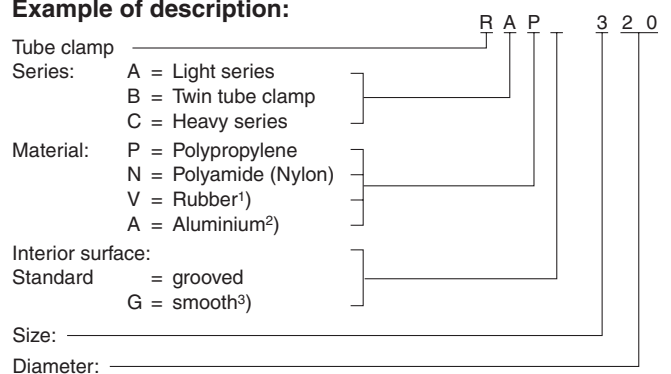 Example of description:
R A P _ 3 2 0
Tube clamp
Series: A = Light series
B = Twin tube clamp
C = Heavy series
Material: P = Polypropylene
N = Polyamide (Nylon)
V = Rubber¹)
A = Aluminium²)
Interior surface:
Standard = grooved
G = smooth³)
Size:
Diameter: